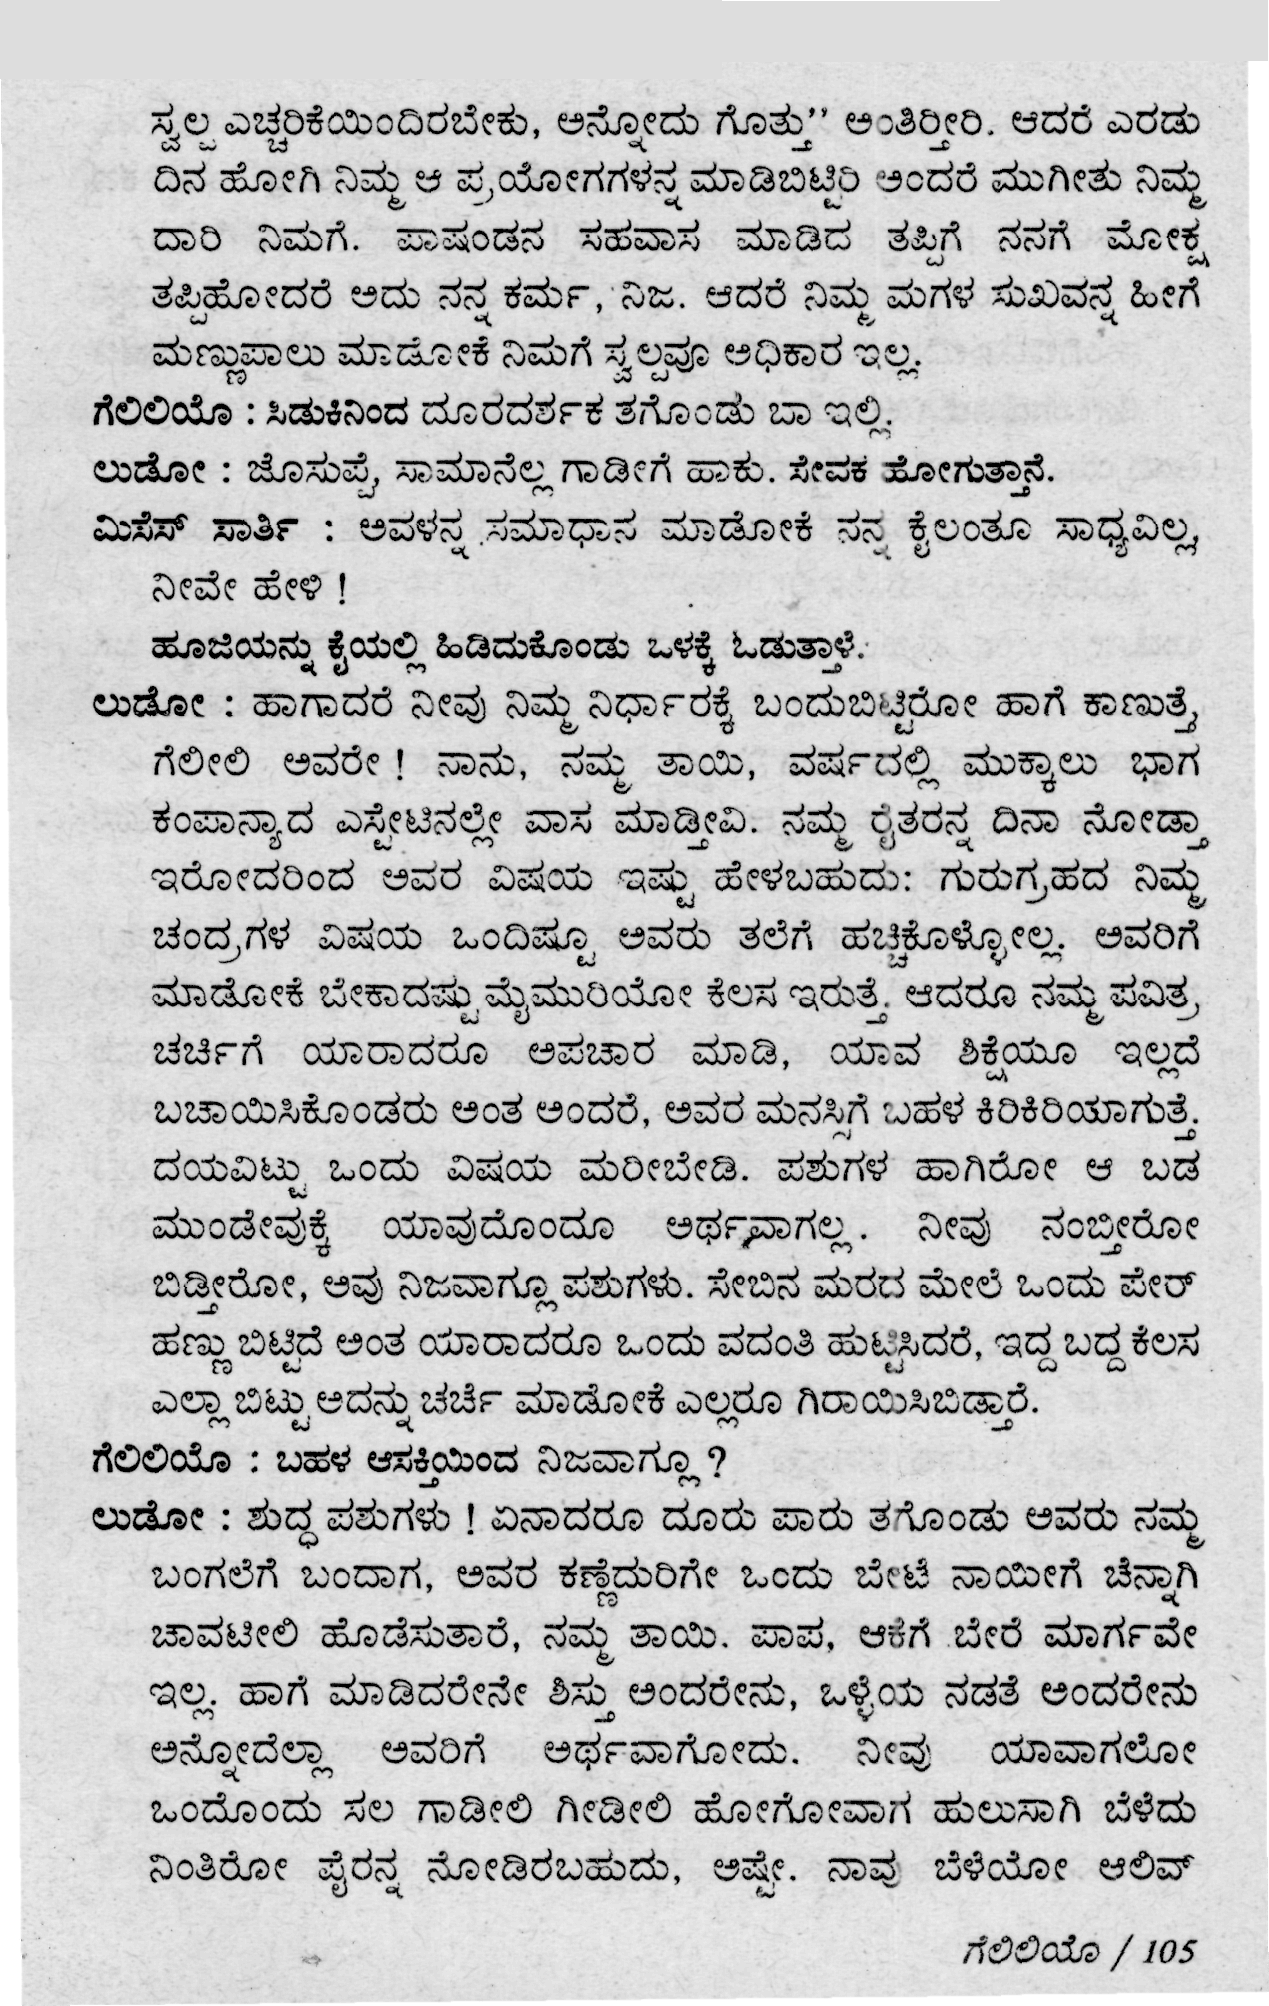 ಸ್ವಲ್ಪ ಎಚ್ಚರಿಕೆಯಿಂದಿರಬೇಕು, ಅನ್ನೋದು ಗೊತ್ತು’’ ಅಂತಿರ್ತೀರಿ. ಆದರೆ ಎರಡು
ದಿನ ಹೋಗಿ ನಿಮ್ಮ ಆ ಪ್ರಯೋಗಗಳನ್ನ ಮಾಡಿಬಿಟ್ಟಿರಿ ಅಂದರೆ ಮುಗೀತು ನಿಮ್ಮ
ದಾರಿ ನಿಮಗೆ. ಪಾಷಂಡನ ಸಹವಾಸ ಮಾಡಿದ ತಪ್ಪಿಗೆ ನನಗೆ ಮೋಕ್ಷ
ತಪ್ಪಿಹೋದರೆ ಅದು ನನ್ನ ಕರ್ಮ, ನಿಜ. ಆದರೆ ನಿಮ್ಮ ಮಗಳ ಸುಖವನ್ನ ಹೀಗೆ
ಮಣ್ಣುಪಾಲು ಮಾಡೋಕೆ ನಿಮಗೆ ಸ್ವಲ್ಪವೂ ಅಧಿಕಾರ ಇಲ್ಲ.
ಗೆಲಿಲಿಯೊ : ಸಿಡುಕಿನಿಂದ ದೂರದರ್ಶಕ ತಗೊಂಡು ಬಾ ಇಲ್ಲಿ.
ಲುಡೋ : ಜೊಸುಪ್ಪೆ, ಸಾಮಾನೆಲ್ಲ ಗಾಡೀಗೆ ಹಾಕು. ಸೇವಕ ಹೋಗುತ್ತಾನೆ.
ಮಿಸೆಸ್ ಸಾರ್ತಿ : ಅವಳನ್ನ ಸಮಾಧಾನ ಮಾಡೋಕೆ ನನ್ನ ಕೈಲಂತೂ ಸಾಧ್ಯವಿಲ್ಲ,
ನೀವೇ ಹೇಳಿ !
ಹೂಜಿಯನ್ನು ಕೈಯಲ್ಲಿ ಹಿಡಿದುಕೊಂಡು ಒಳಕ್ಕೆ ಓಡುತ್ತಾಳೆ.
ಲುಡೋ : ಹಾಗಾದರೆ ನೀವು ನಿಮ್ಮ ನಿರ್ಧಾರಕ್ಕೆ ಬಂದುಬಿಟ್ಟಿರೋ ಹಾಗೆ ಕಾಣುತ್ತೆ,
ಗೆಲೀಲಿ ಅವರೇ ! ನಾನು, ನಮ್ಮ ತಾಯಿ, ವರ್ಷದಲ್ಲಿ ಮುಕ್ಕಾಲು ಭಾಗ
ಕಂಪಾನ್ಯಾದ ಎಸ್ಟೇಟಿನಲ್ಲೇ ವಾಸ ಮಾಡ್ತೀವಿ. ನಮ್ಮ ರೈತರನ್ನ ದಿನಾ ನೋಡ್ತಾ
ಇರೋದರಿಂದ ಅವರ ವಿಷಯ ಇಷ್ಟು ಹೇಳಬಹುದು: ಗುರುಗ್ರಹದ ನಿಮ್ಮ
ಚಂದ್ರಗಳ ವಿಷಯ ಒಂದಿಷ್ಟೂ ಅವರು ತಲೆಗೆ ಹಚ್ಚಿಕೊಳ್ಳೋಲ್ಲ. ಅವರಿಗೆ
ಮಾಡೋಕೆ ಬೇಕಾದಷ್ಟು ಮೈಮುರಿಯೋ ಕೆಲಸ ಇರುತ್ತೆ. ಆದರೂ ನಮ್ಮ ಪವಿತ್ರ
ಚರ್ಚಿಗೆ ಯಾರಾದರೂ ಅಪಚಾರ ಮಾಡಿ, ಯಾವ ಶಿಕ್ಷೆಯೂ ಇಲ್ಲದೆ
ಬಚಾಯಿಸಿಕೊಂಡರು ಅಂತ ಅಂದರೆ, ಅವರ ಮನಸ್ಸಿಗೆ ಬಹಳ ಕಿರಿಕಿರಿಯಾಗುತ್ತೆ.
ದಯವಿಟ್ಟು ಒಂದು ವಿಷಯ ಮರೀಬೇಡಿ. ಪಶುಗಳ ಹಾಗಿರೋ ಆ ಬಡ
ಮುಂಡೇವುಕ್ಕೆ ಯಾವುದೊಂದೂ ಅರ್ಥವಾಗಲ್ಲ. ನೀವು ನಂಬ್ತೀರೋ
ಬಿಡ್ತೀರೋ, ಅವು ನಿಜವಾಗ್ಲೂ ಪಶುಗಳು. ಸೇಬಿನ ಮರದ ಮೇಲೆ ಒಂದು ಪೇರ್
ಹಣ್ಣು ಬಿಟ್ಟಿದೆ ಅಂತ ಯಾರಾದರೂ ಒಂದು ವದಂತಿ ಹುಟ್ಟಿಸಿದರೆ, ಇದ್ದ ಬದ್ದ ಕೆಲಸ
ಎಲ್ಲಾ ಬಿಟ್ಟು ಅದನ್ನು ಚರ್ಚೆ ಮಾಡೋಕೆ ಎಲ್ಲರೂ ಗಿರಾಯಿಸಿಬಿಡ್ತಾರೆ.
ಗೆಲಿಲಿಯೊ : ಬಹಳ ಆಸಕ್ತಿಯಿಂದ ನಿಜವಾಗ್ಲೂ ?
ಲುಡೋ : ಶುದ್ಧ ಪಶುಗಳು ! ಏನಾದರೂ ದೂರು ಪಾರು ತಗೊಂಡು ಅವರು ನಮ್ಮ
ಬಂಗಲೆಗೆ ಬಂದಾಗ, ಅವರ ಕಣ್ಣೆದುರಿಗೇ ಒಂದು ಬೇಟೆ ನಾಯೀಗೆ ಚೆನ್ನಾಗಿ
ಚಾವಟೀಲಿ ಹೊಡೆಸುತಾರೆ, ನಮ್ಮ ತಾಯಿ. ಪಾಪ, ಆಕೆಗೆ ಬೇರೆ ಮಾರ್ಗವೇ
ಇಲ್ಲ. ಹಾಗೆ ಮಾಡಿದರೇನೇ ಶಿಸ್ತು ಅಂದರೇನು, ಒಳ್ಳೆಯ ನಡತೆ ಅಂದರೇನು
ಅನ್ನೋದೆಲ್ಲಾ ಅವರಿಗೆ ಅರ್ಥವಾಗೋದು. ನೀವು ಯಾವಾಗಲೋ
ಒಂದೊಂದು ಸಲ ಗಾಡೀಲಿ ಗೀಡೀಲಿ ಹೋಗೋವಾಗ ಹುಲುಸಾಗಿ ಬೆಳೆದು
ನಿಂತಿರೋ ಪೈರನ್ನ ನೋಡಿರಬಹುದು, ಅಷ್ಟೇ. ನಾವು ಬೆಳೆಯೋ ಆಲಿವ್
ಗೆಲಿಲಿಯೊ / 105